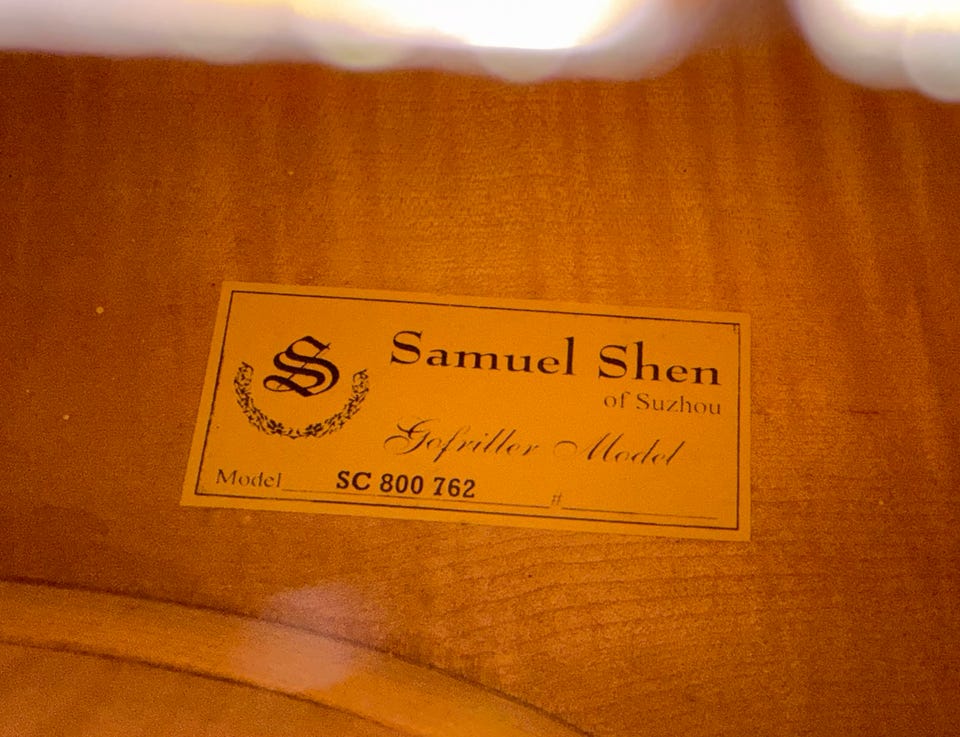 S
Samuel Shen
of Suzhou
Gofriller Model
Model SC 800 762 #